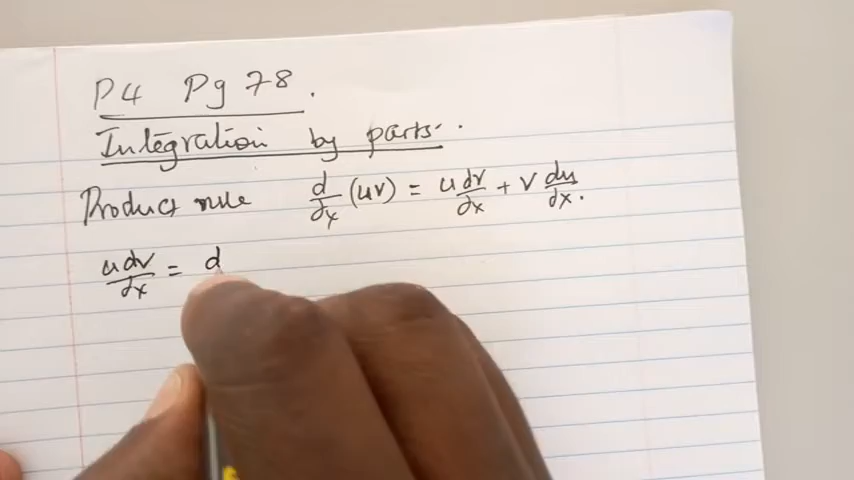 P4 Pg 78.
Integration by parts.
Product rule d/dx (uv) = u dv/dx + v du/dx.
u dv/dx = d